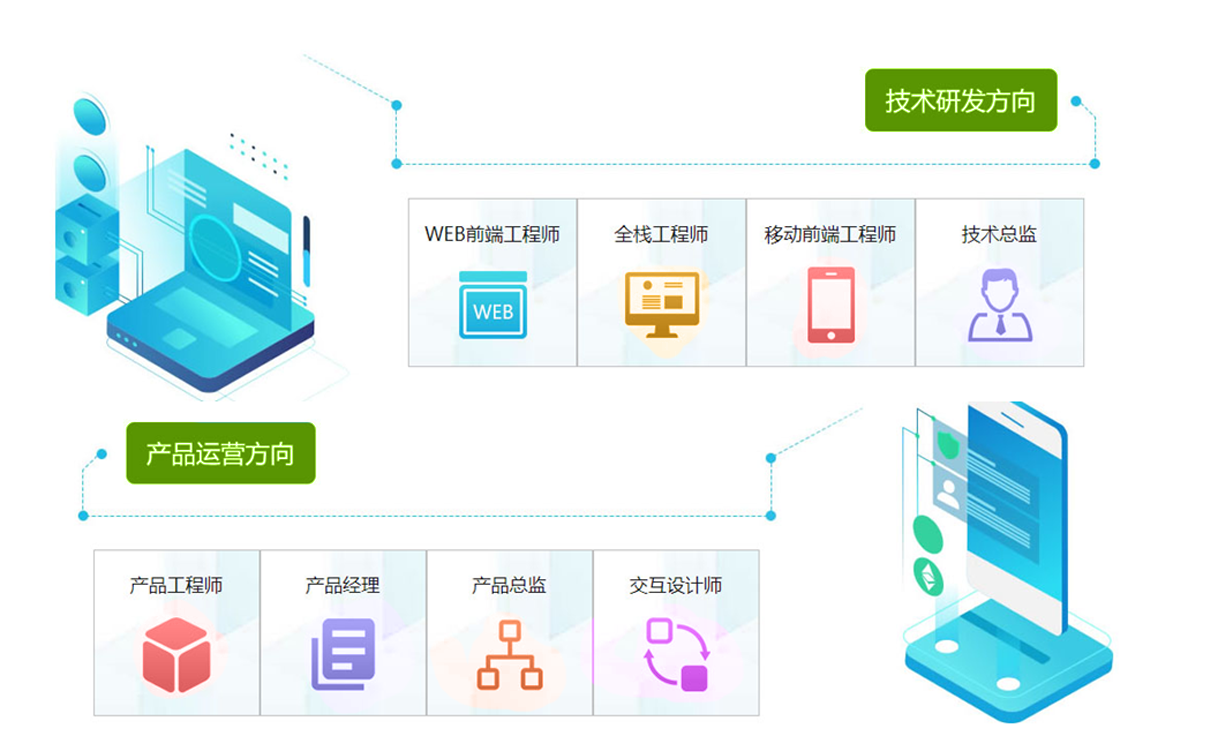 技术研发方向
WEB前端工程师
全栈工程师
移动前端工程师
技术总监
WEB
产品运营方向
产品工程师
产品经理
产品总监
交互设计师